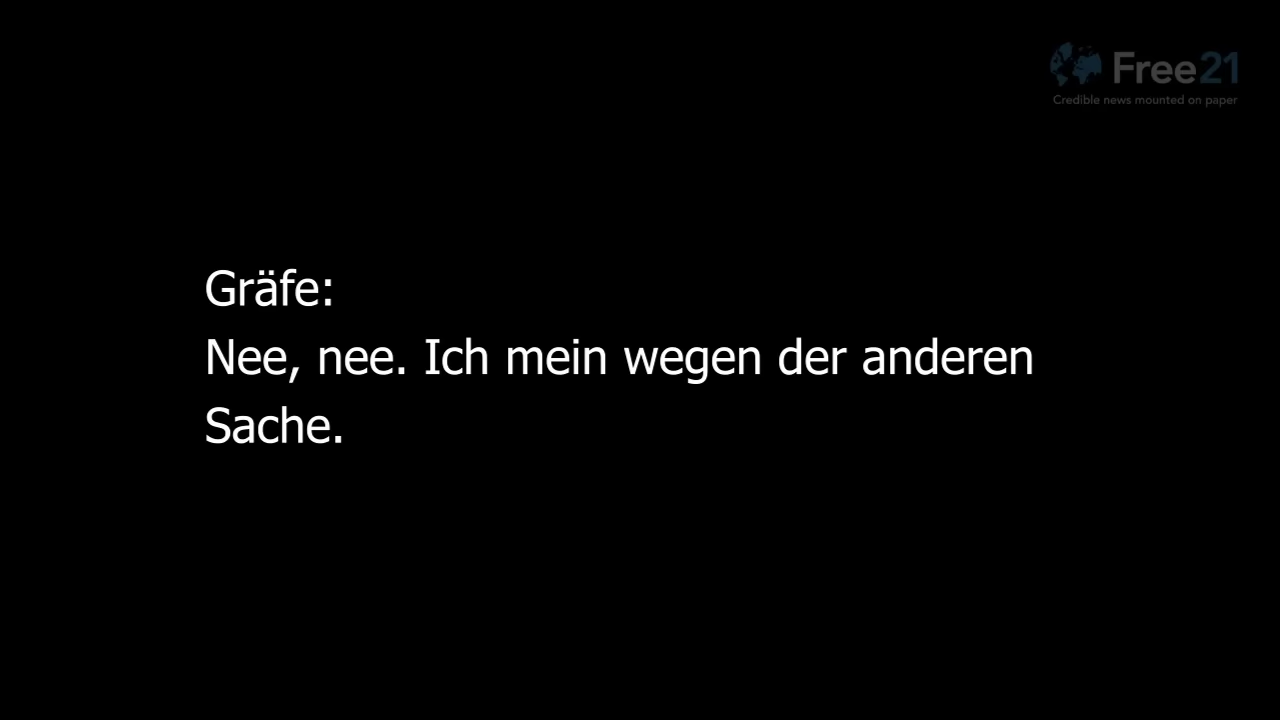 Free21
Credible news mounted on paper
Gräfe:
Nee, nee. Ich mein wegen der anderen
Sache.